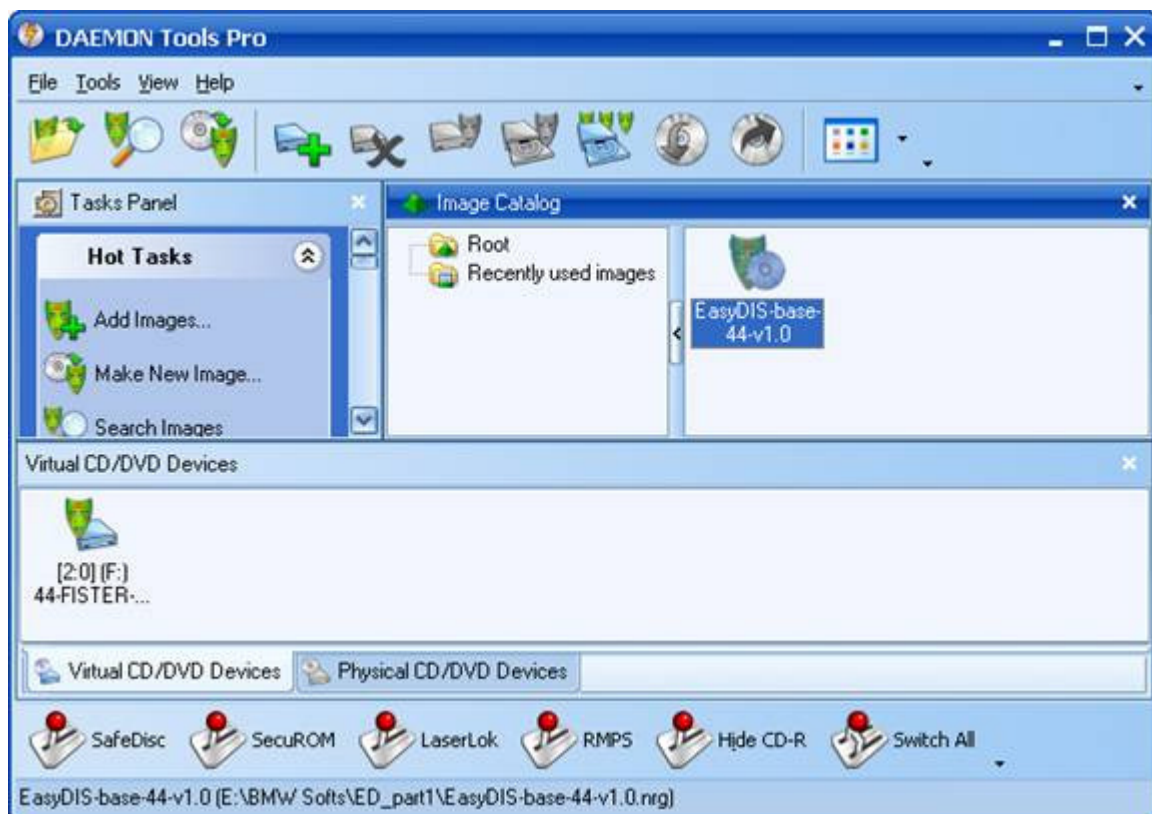 DAEMON Tools Pro
File Tools View Help
Tasks Panel
Image Catalog
Hot Tasks
Add Images...
Make New Image...
Search Images
Root
Recently used images
EasyDIS-base-
44-v1.0
Virtual CD/DVD Devices
[2:0] (F:)
44-FISTER-...
Virtual CD/DVD Devices
Physical CD/DVD Devices
SafeDisc
SecuROM
LaserLok
RMPS
Hide CD-R
Switch All
EasyDIS-base-44-v1.0 (E:\BMW Softs\ED_part1\EasyDIS-base-44-v1.0.nrg)